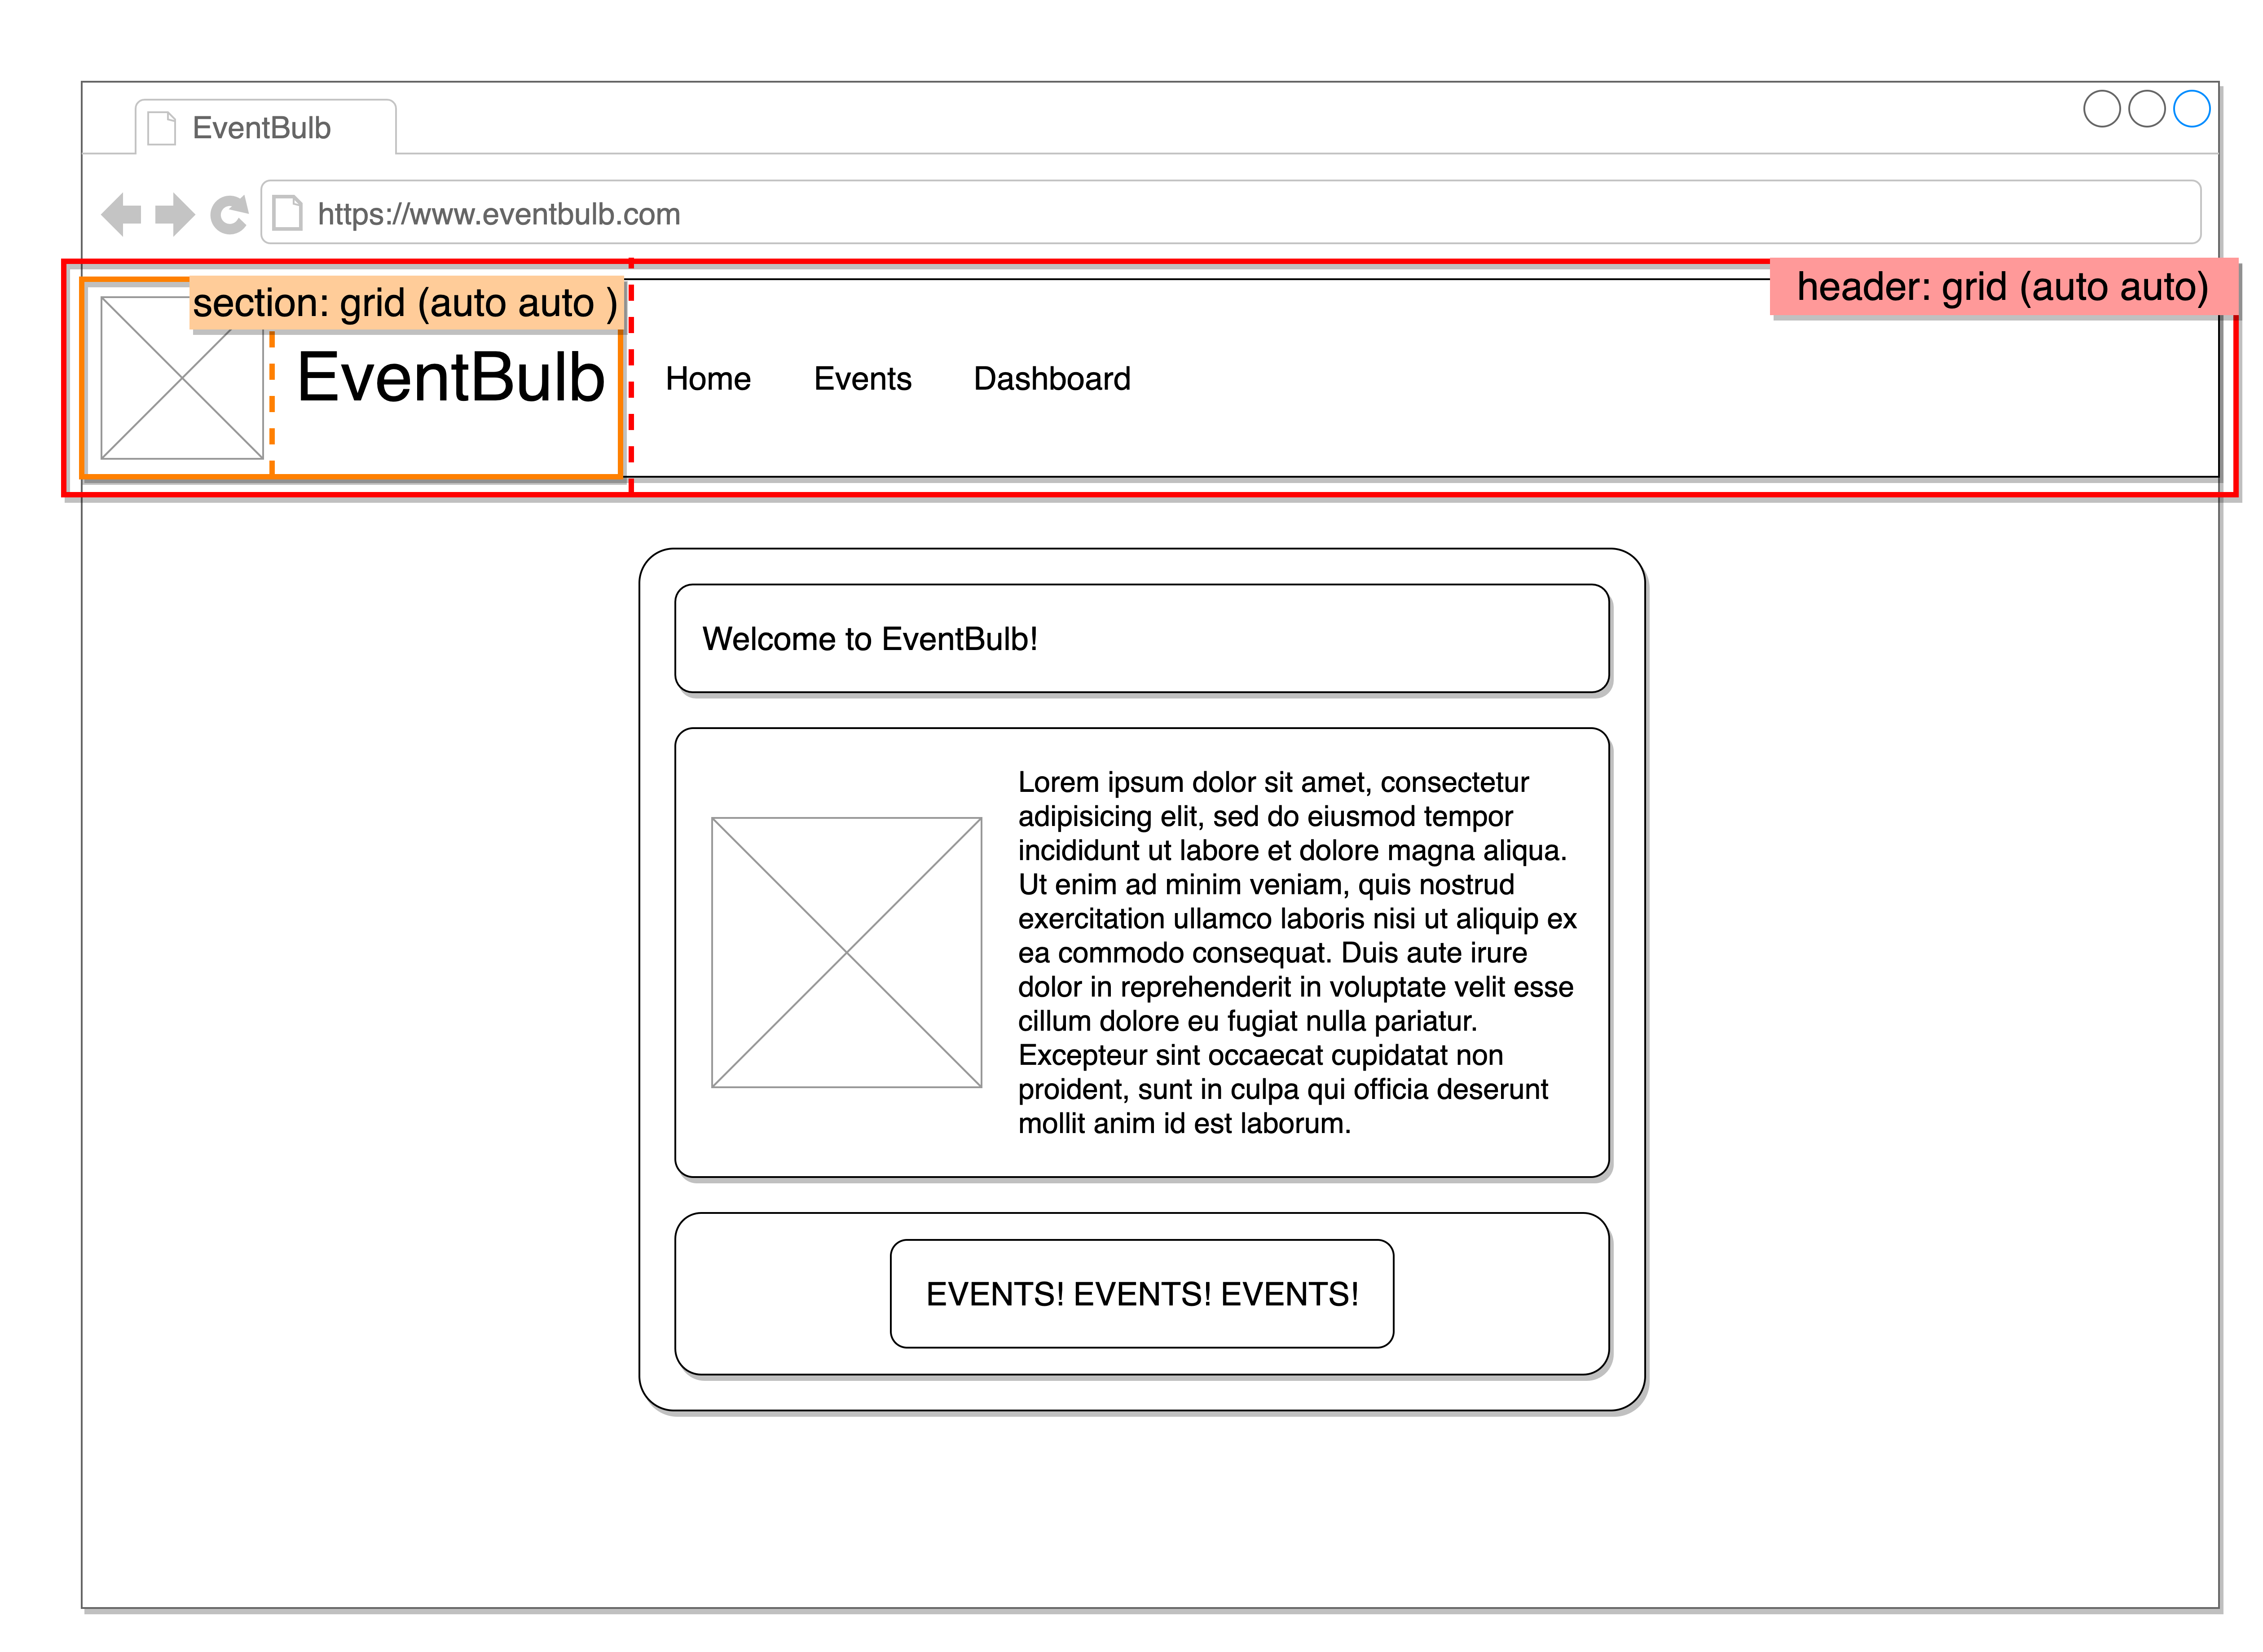 EventBulb
https://www.eventbulb.com
section: grid (auto auto )
header: grid (auto auto)
EventBulb
Home
Events
Dashboard
Welcome to EventBulb!
Lorem ipsum dolor sit amet, consectetur
adipisicing elit, sed do eiusmod tempor
incididunt ut labore et dolore magna aliqua.
Ut enim ad minim veniam, quis nostrud
exercitation ullamco laboris nisi ut aliquip ex
ea commodo consequat. Duis aute irure
dolor in reprehenderit in voluptate velit esse
cillum dolore eu fugiat nulla pariatur.
Excepteur sint occaecat cupidatat non
proident, sunt in culpa qui officia deserunt
mollit anim id est laborum.
EVENTS! EVENTS! EVENTS!